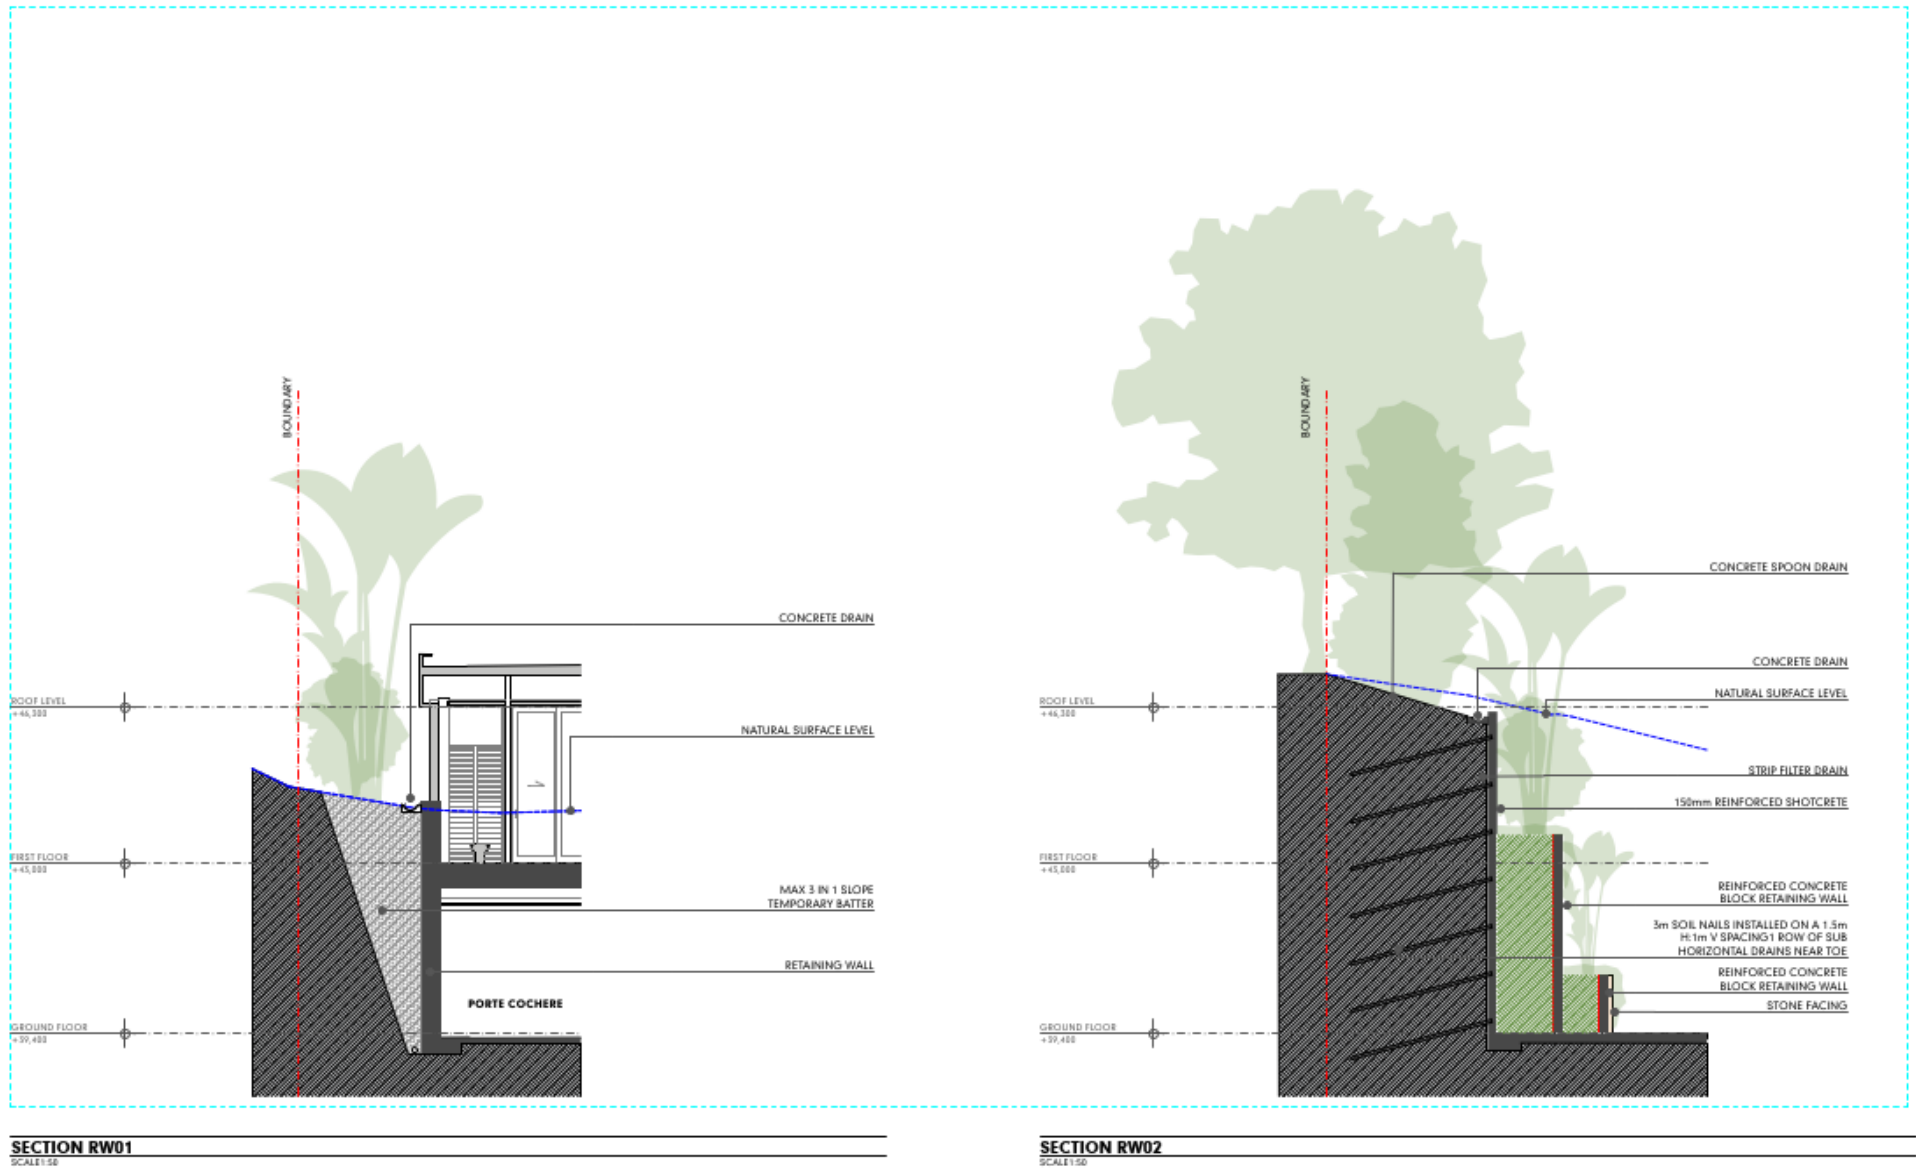 BOUNDARY
CONCRETE DRAIN
ROOF LEVEL
+46,300
NATURAL SURFACE LEVEL
FIRST FLOOR
+43,000
MAX 3 IN 1 SLOPE
TEMPORARY BATTER
RETAINING WALL
PORTE COCHERE
GROUND FLOOR
+39,400
SECTION RW01
SCALE1:50
BOUNDARY
CONCRETE SPOON DRAIN
CONCRETE DRAIN
NATURAL SURFACE LEVEL
ROOF LEVEL
+46,300
STRIP FILTER DRAIN
150mm REINFORCED SHOTCRETE
FIRST FLOOR
+43,000
REINFORCED CONCRETE
BLOCK RETAINING WALL
3m SOIL NAILS INSTALLED ON A 1.5m
H:1m V SPACING1 ROW OF SUB
HORIZONTAL DRAINS NEAR TOE
REINFORCED CONCRETE
BLOCK RETAINING WALL
STONE FACING
GROUND FLOOR
+39,400
SECTION RW02
SCALE1:50